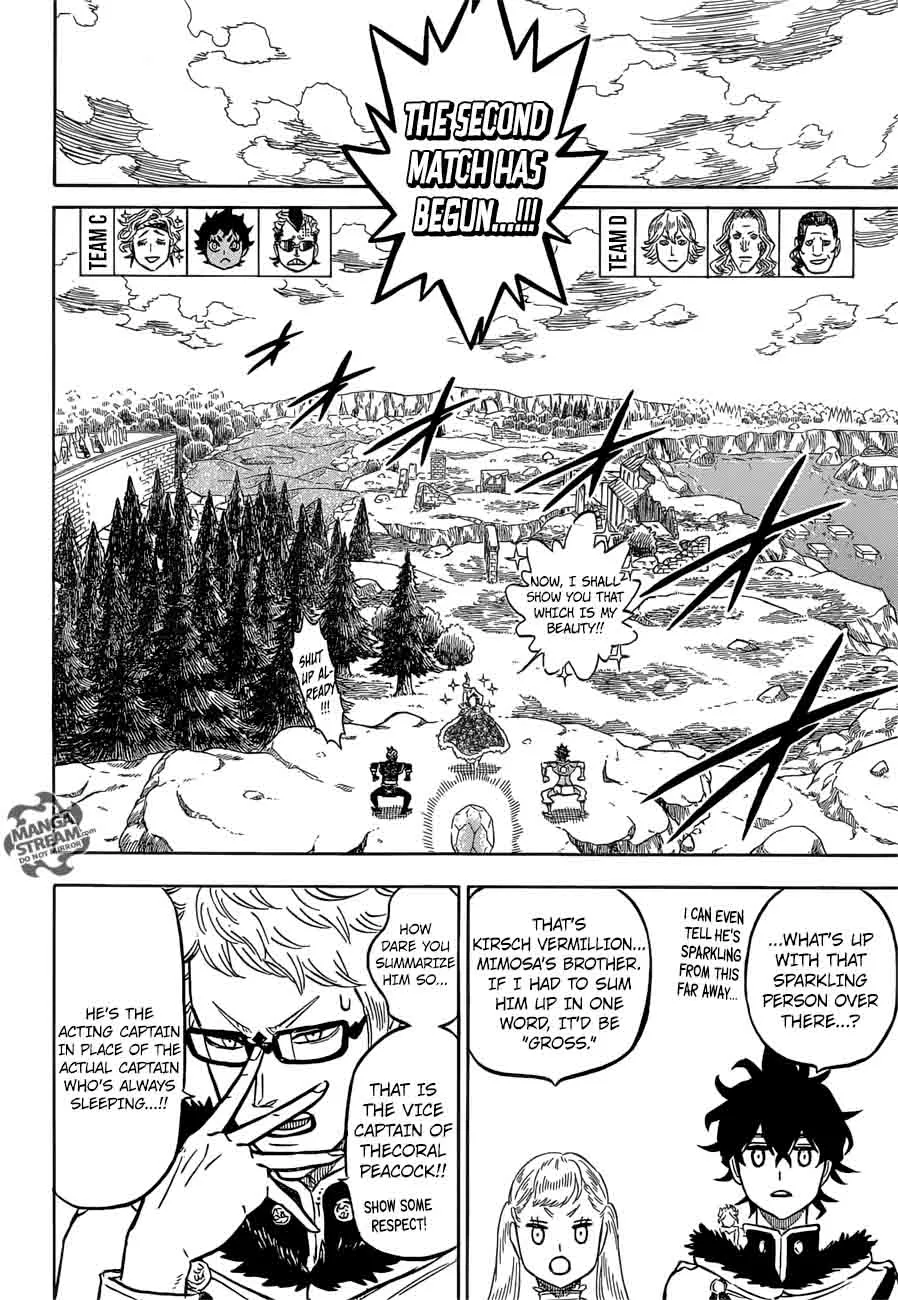 THE SECOND
MATCH HAS
BEGUN...!!!
TEAM C
TEAM D
NOW, I SHALL
SHOW YOU THAT
WHICH IS MY
BEAUTY!!
SHUT
UP AL-
READY
!!!
MANGA
STREAM.com
DO NOT MIRROR
...WHAT'S UP
WITH THAT
SPARKLING
PERSON OVER
THERE...?
I CAN EVEN
TELL HE'S
SPARKLING
FROM THIS
FAR AWAY...
THAT'S
KIRSCH VERMILLION...
MIMOSA'S BROTHER.
IF I HAD TO SUM
HIM UP IN ONE
WORD, IT'D BE
"GROSS."
HOW
DARE YOU
SUMMARIZE
HIM SO...
THAT IS
THE VICE
CAPTAIN OF
THECORAL
PEACOCK!!
SHOW SOME
RESPECT!
HE'S THE
ACTING CAPTAIN
IN PLACE OF THE
ACTUAL CAPTAIN
WHO'S ALWAYS
SLEEPING...!!